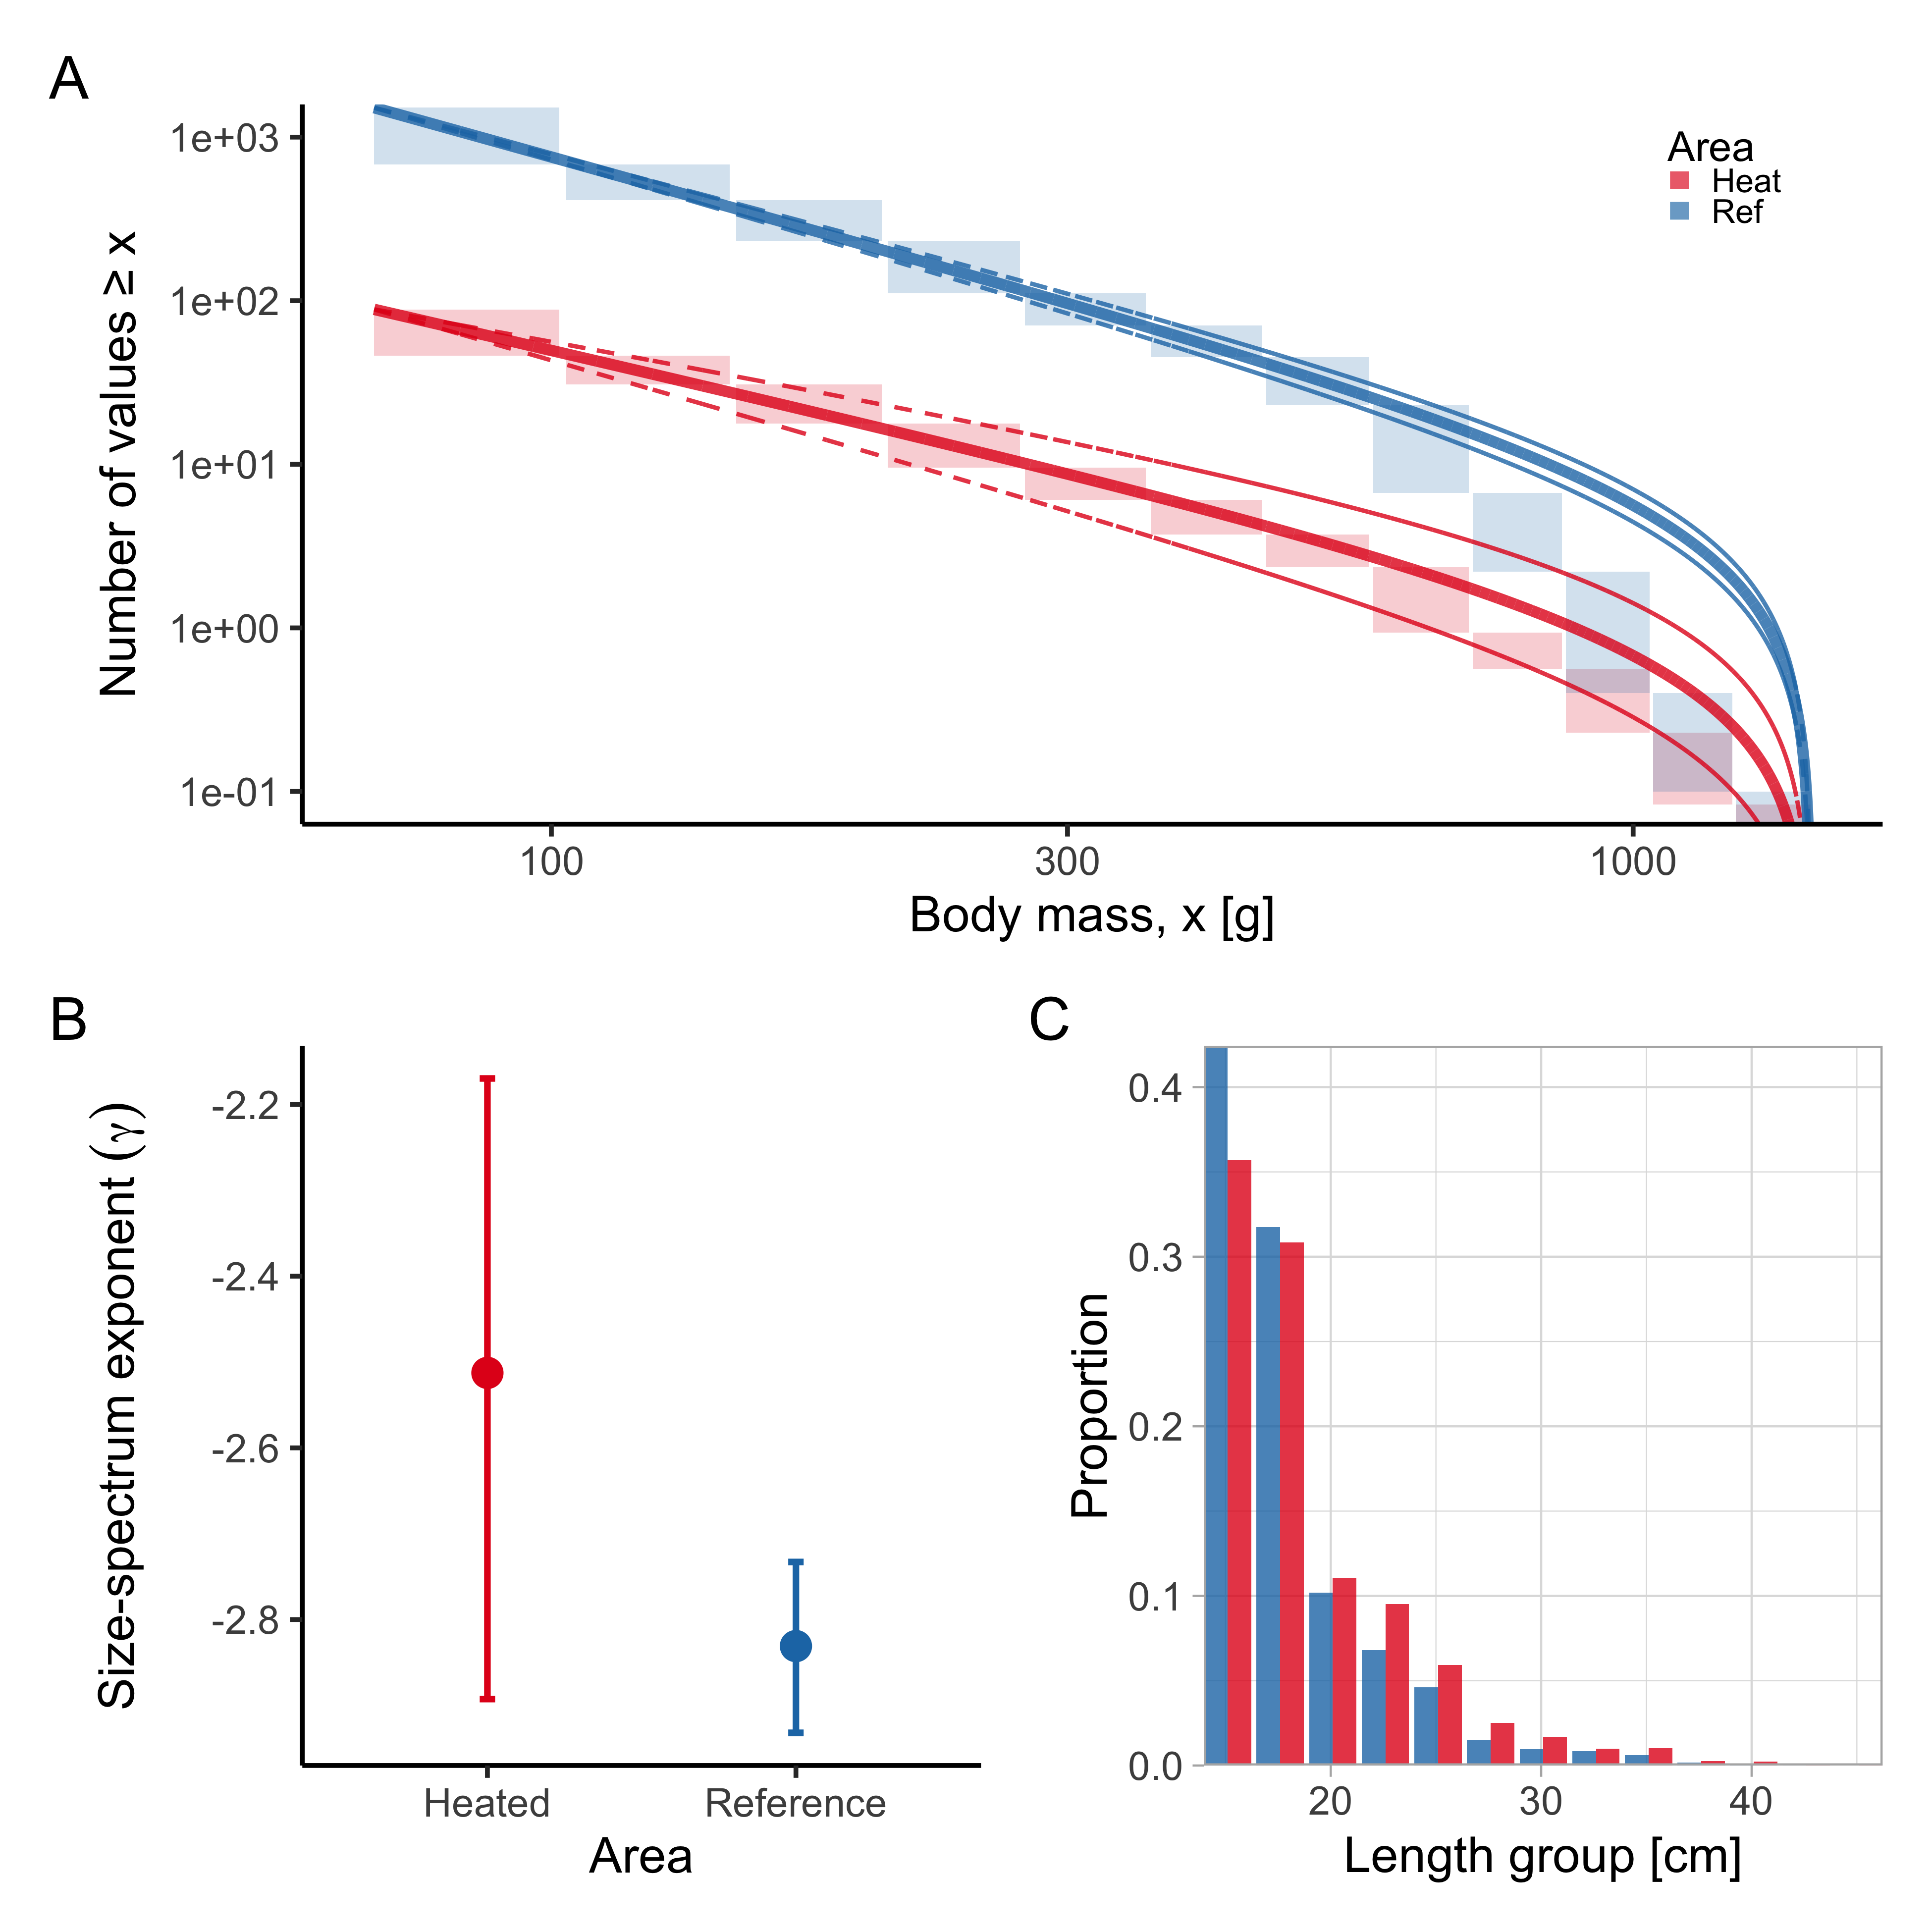 A
Number of values ≥ x
1e+03
1e+02
1e+01
1e+00
1e-01
Area
Heat
Ref
100 300 1000
Body mass, x [g]
B
Size-spectrum exponent (γ)
-2.2
-2.4
-2.6
-2.8
Heated Reference
Area
C
Proportion
0.4
0.3
0.2
0.1
0.0
20 30 40
Length group [cm]